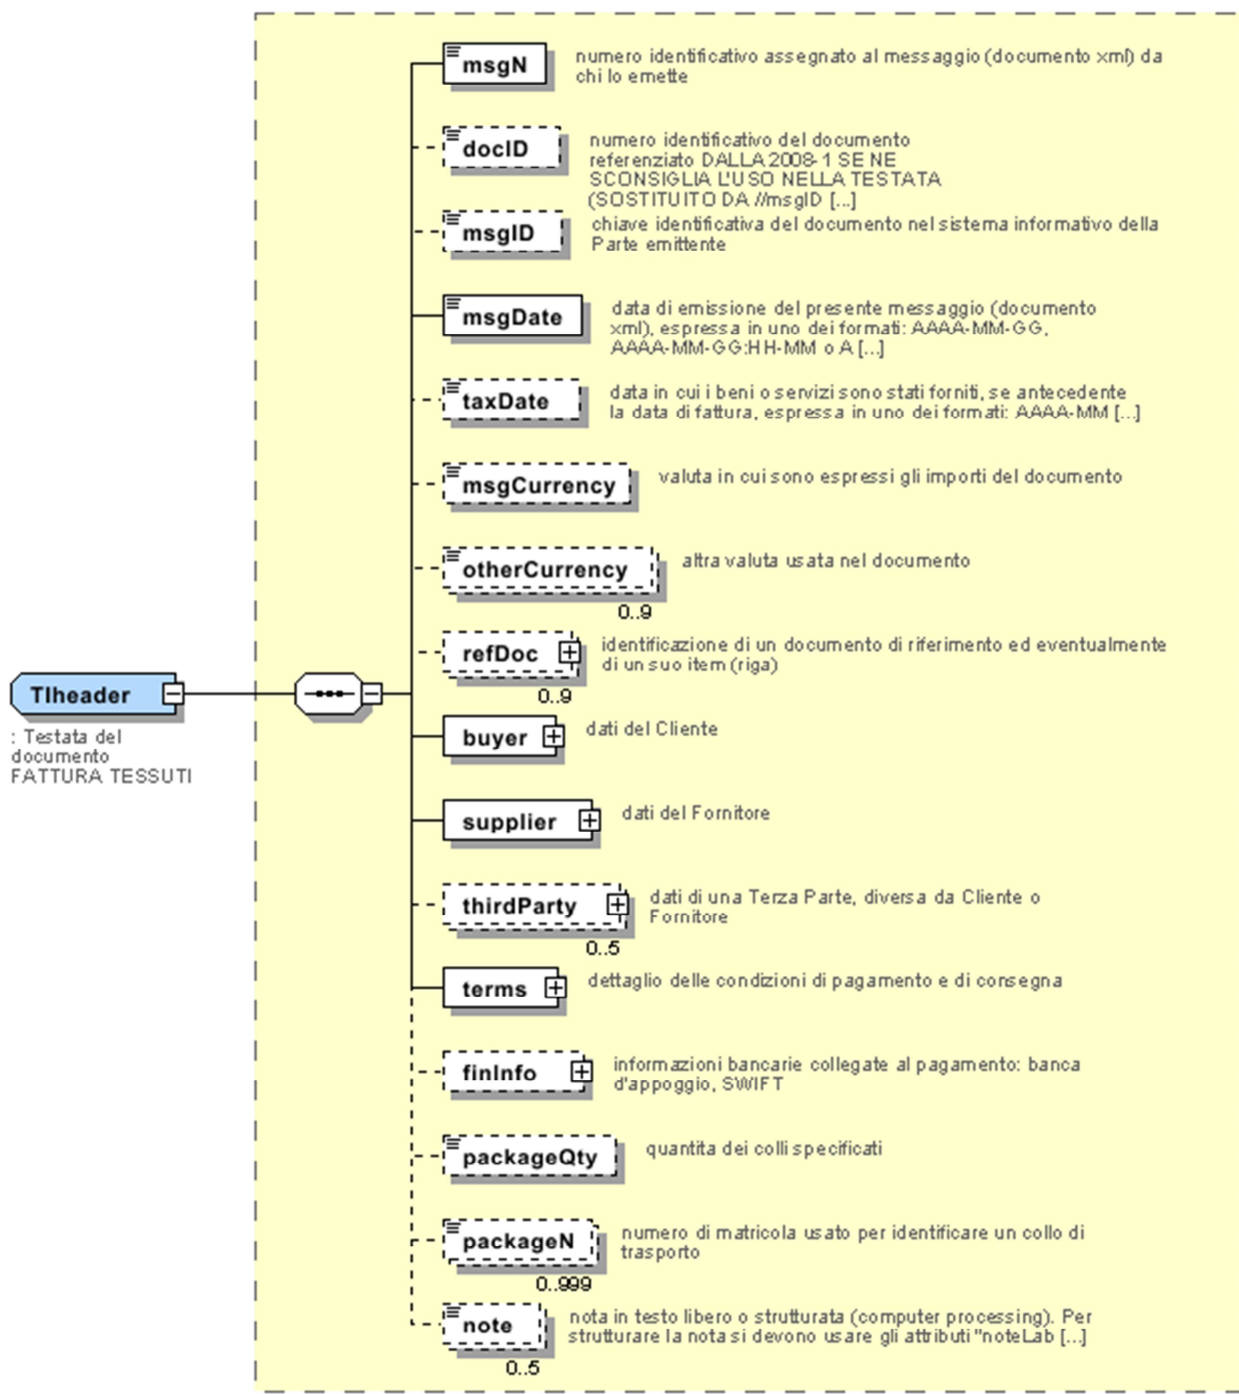 msgN
numero identificativo assegnato al messaggio (documento xml) da
chi lo emette
docID
numero identificativo del documento
referenziato DALLA 2008-1 SE NE
SCONSIGLIA L'USO NELLA TESTATA
(SOSTITUITO DA //msgID [...]
msgID
chiave identificativa del documento nel sistema informativo della
Parte emittente
msgDate
data di emissione del presente messaggio (documento
xml), espressa in uno dei formati: AAAA-MM-GG,
AAAA-MM-GG:HH-MM o A [...]
taxDate
data in cui i beni o servizi sono stati forniti, se antecedente
la data di fattura, espressa in uno dei formati: AAAA-MM [...]
msgCurrency
valuta in cui sono espressi gli importi del documento
otherCurrency
altra valuta usata nel documento
0..9
refDoc
identificazione di un documento di riferimento ed eventualmente
di un suo item (riga)
0..9
TIheader
: Testata del
documento
FATTURA TESSUTI
buyer
dati del Cliente
supplier
dati del Fornitore
thirdParty
dati di una Terza Parte, diversa da Cliente o
Fornitore
0..5
terms
dettaglio delle condizioni di pagamento e di consegna
finInfo
informazioni bancarie collegate al pagamento: banca
d'appoggio, SWIFT
packageQty
quantita dei colli specificati
packageN
numero di matricola usato per identificare un collo di
trasporto
0..999
note
nota in testo libero o strutturata (computer processing). Per
strutturare la nota si devono usare gli attributi "noteLab [...]
0..5